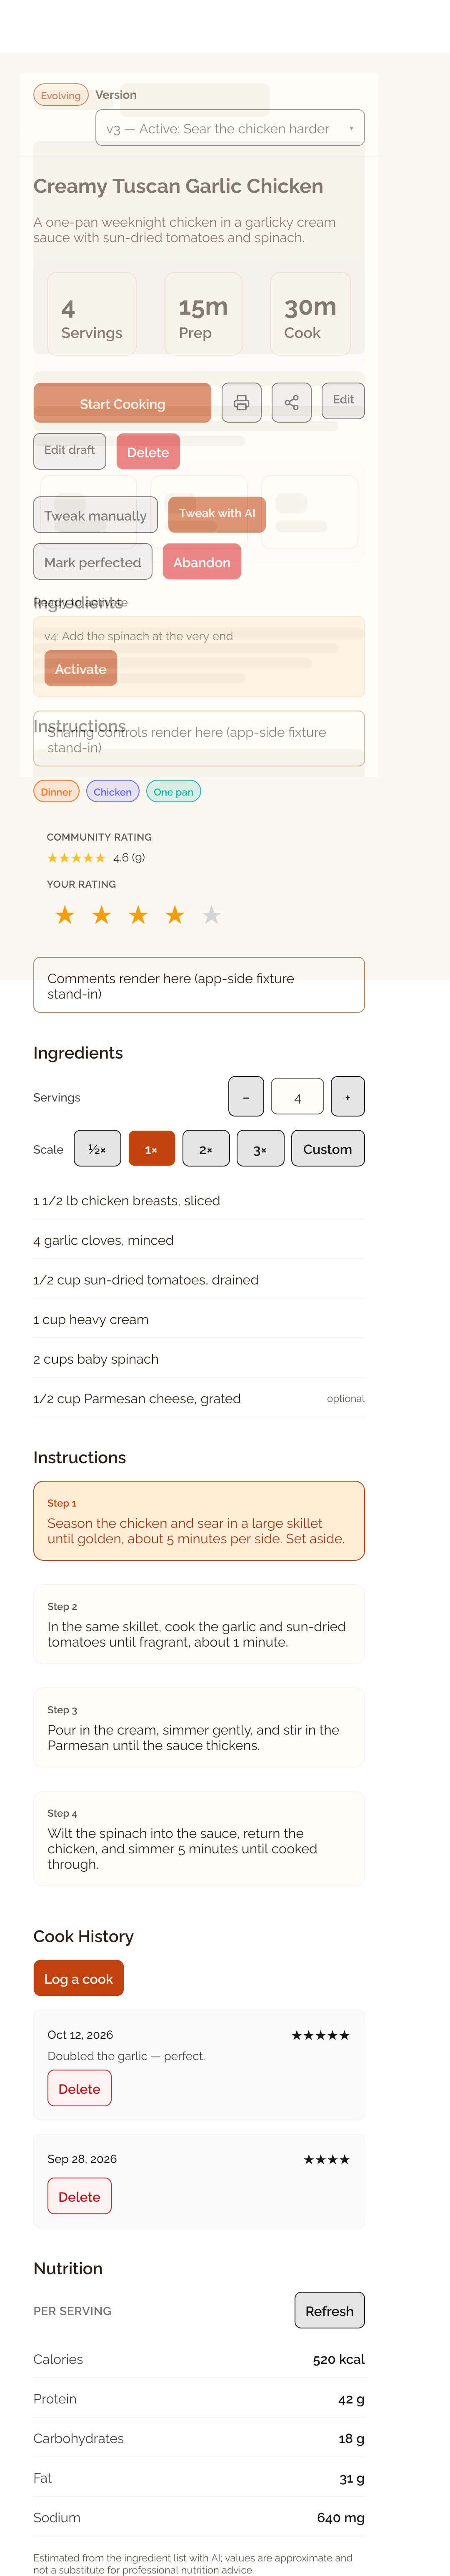 Evolving
Version
v3 — Active: Sear the chicken harder
Creamy Tuscan Garlic Chicken
A one-pan weeknight chicken in a garlicky cream
sauce with sun-dried tomatoes and spinach.
4
Servings
15m
Prep
30m
Cook
Start Cooking
Edit
Edit draft
Delete
Tweak manually
Tweak with AI
Mark perfected
Abandon
Ingredients
Ready to activate
v4: Add the spinach at the very end
Activate
Instructions
Sharing controls render here (app-side fixture
stand-in)
Dinner
Chicken
One pan
COMMUNITY RATING
★★★★★ 4.6 (9)
YOUR RATING
★ ★ ★ ★ ★
Comments render here (app-side fixture
stand-in)
Ingredients
Servings
–
4
+
Scale
½×
1×
2×
3×
Custom
1 1/2 lb chicken breasts, sliced
4 garlic cloves, minced
1/2 cup sun-dried tomatoes, drained
1 cup heavy cream
2 cups baby spinach
1/2 cup Parmesan cheese, grated
optional
Instructions
Step 1
Season the chicken and sear in a large skillet
until golden, about 5 minutes per side. Set aside.
Step 2
In the same skillet, cook the garlic and sun-dried
tomatoes until fragrant, about 1 minute.
Step 3
Pour in the cream, simmer gently, and stir in the
Parmesan until the sauce thickens.
Step 4
Wilt the spinach into the sauce, return the
chicken, and simmer 5 minutes until cooked
through.
Cook History
Log a cook
Oct 12, 2026
★★★★★
Doubled the garlic — perfect.
Delete
Sep 28, 2026
★★★★
Delete
Nutrition
PER SERVING
Refresh
Calories
520 kcal
Protein
42 g
Carbohydrates
18 g
Fat
31 g
Sodium
640 mg
Estimated from the ingredient list with AI; values are approximate and
not a substitute for professional nutrition advice.